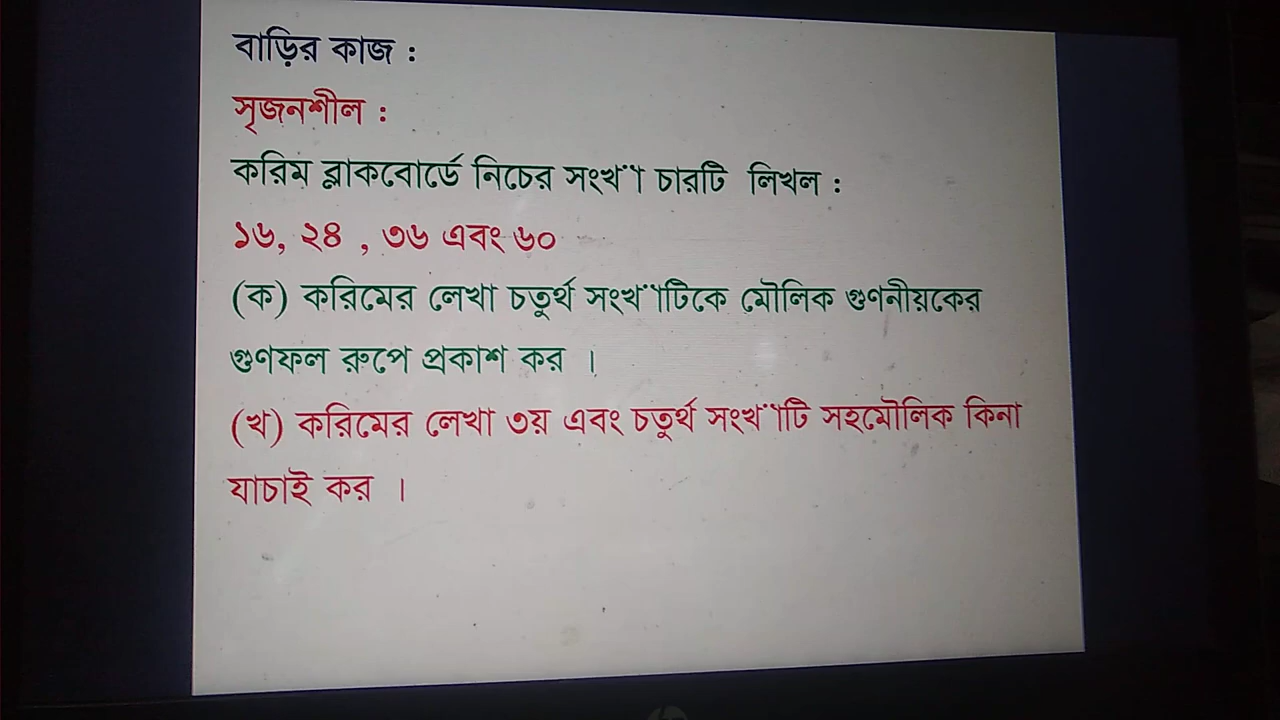 বাড়ির কাজ :
সৃজনশীল :
করিম ব্লাকবোর্ডে নিচের সংখ্যা চারটি লিখল :
১৬, ২৪ , ৩৬ এবং ৬০
(ক) করিমের লেখা চতুর্থ সংখ্যাটিকে মৌলিক গুণনীয়কের
গুণফল রুপে প্রকাশ কর ।
(খ) করিমের লেখা ৩য় এবং চতুর্থ সংখ্যাটি সহমৌলিক কিনা
যাচাই কর ।